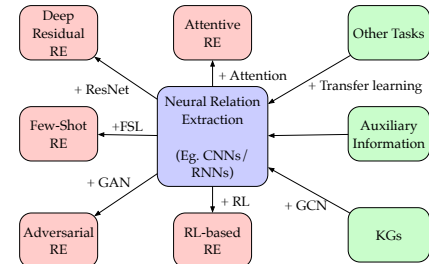 Deep
Residual
RE
Attentive
RE
Other Tasks
+ ResNet
+ Attention
+ Transfer learning
Neural Relation
Extraction
(Eg. CNNs/
RNNs)
Few-Shot
RE
+FSL
Auxiliary
Information
+ GAN
+ RL
+ GCN
Adversarial
RE
RL-based
RE
KGs